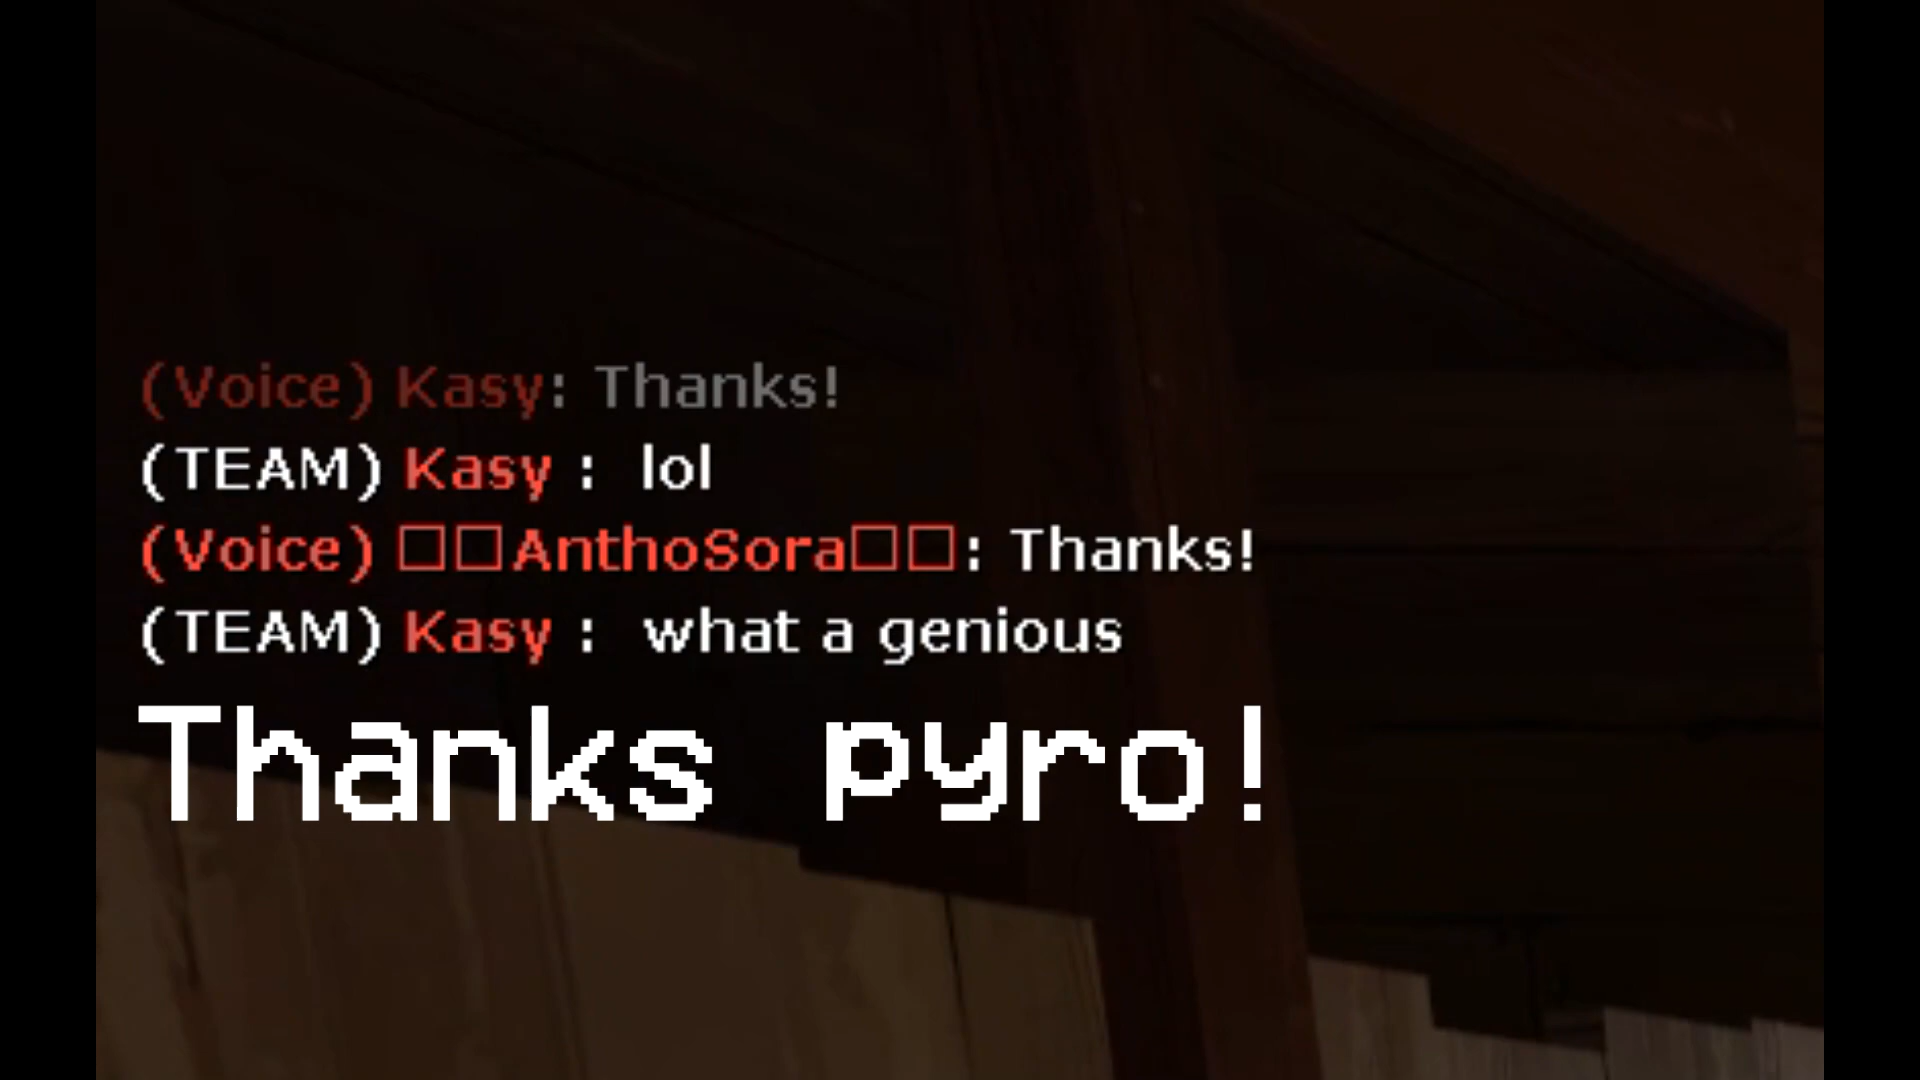 (Voice) Kasy: Thanks!
(TEAM) Kasy :  lol
(Voice) □□AnthoSora□□: Thanks!
(TEAM) Kasy :  what a genious
Thanks pyro!